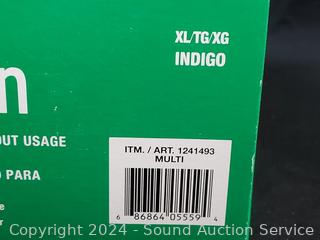 XL/TG/XG
INDIGO
n
OUT USAGE
PARA
ITM. / ART. 1241493
MULTI
6 86864 05559 4
Copyright 2024 - Sound Auction Service